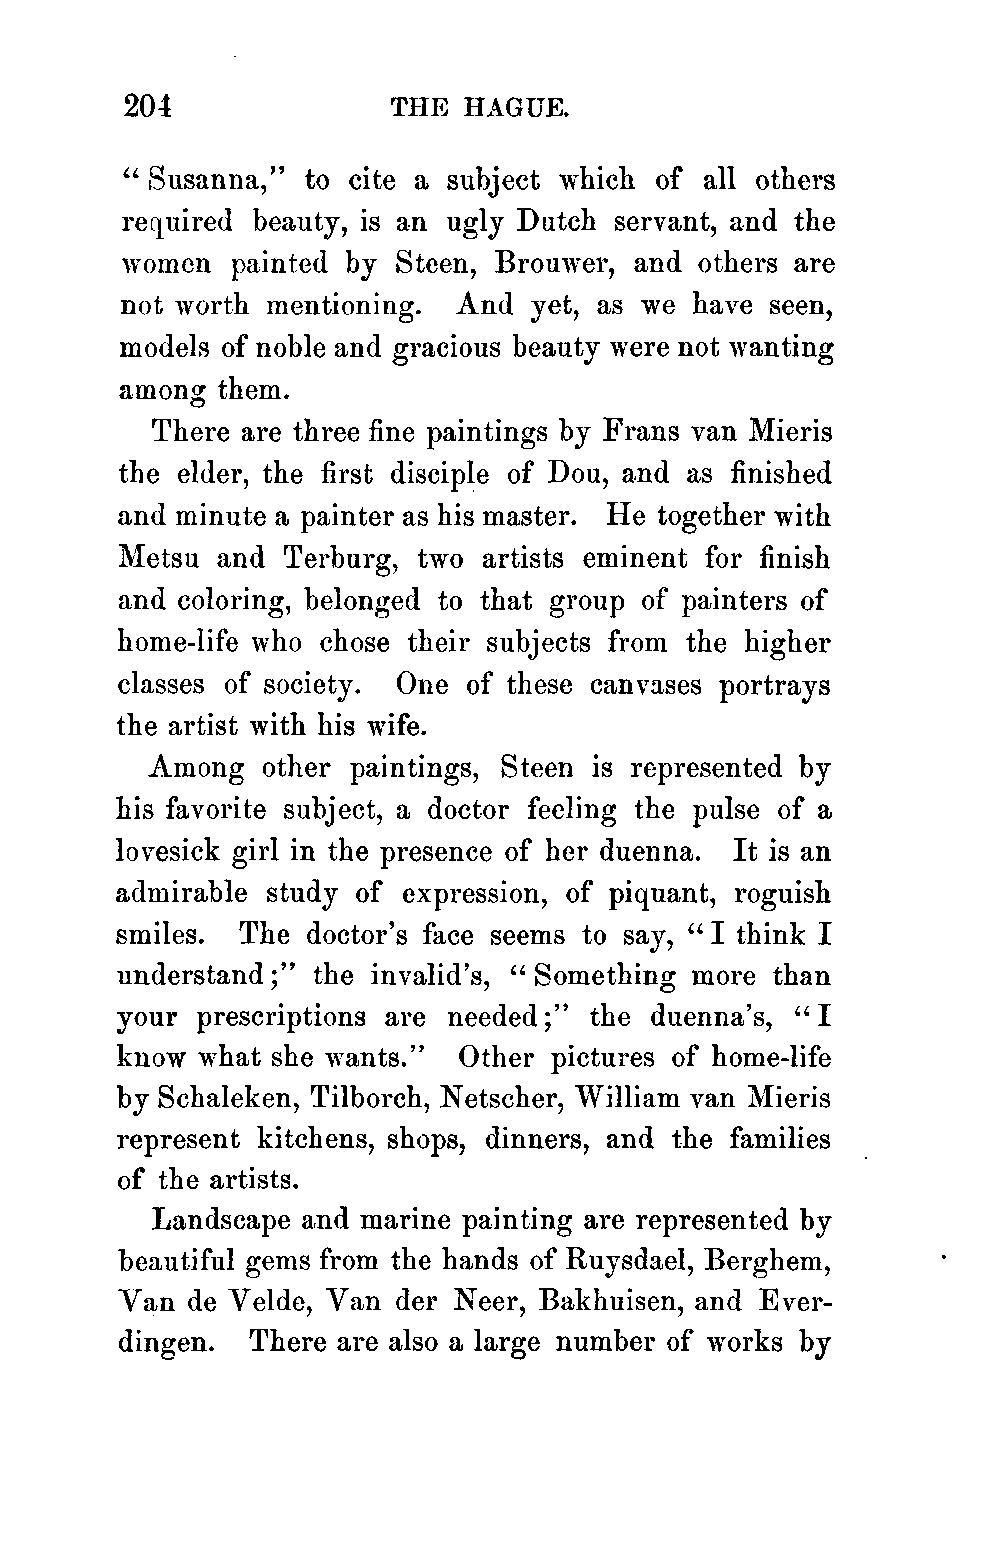 204 THE HAGUE.
“ Susanna,” to cite a subject which of all others
required beauty, is an ugly Dutch servant, and the
women painted by Steen, Brouwer, and others are
not worth mentioning. And yet, as we have seen,
models of noble and gracious beauty were not wanting
among them.
There are three fine paintings by Frans van Mieris
the elder, the first disciple of Dou, and as finished
and minute a painter as his master. He together with
Metsu and Terburg, two artists eminent for finish
and coloring, belonged to that group of painters of
home-life who chose their subjects from the higher
classes of society. One of these canvases portrays
the artist with his wife.
Among other paintings, Steen is represented by
his favorite subject, a doctor feeling the pulse of a
lovesick girl in the presence of her duenna. It is an
admirable study of expression, of piquant, roguish
smiles. The doctor’s face seems to say, “ I think I
understand ;” the invalid’s, “ Something more than
your prescriptions are needed ;” the duenna’s, “ I
know what she wants.” Other pictures of home-life
by Schaleken, Tilborch, Netscher, William van Mieris
represent kitchens, shops, dinners, and the families
of the artists.
Landscape and marine painting are represented by
beautiful gems from the hands of Ruysdael, Berghem,
Van de Velde, Van der Neer, Bakhuisen, and Ever-
dingen. There are also a large number of works by